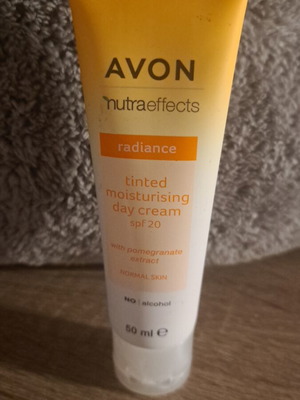 AVON
nutraeffects
radiance
tinted
moisturising
day cream
spf 20
with pomegranate
extract
NORMAL SKIN
NO | alcohol
50 ml e